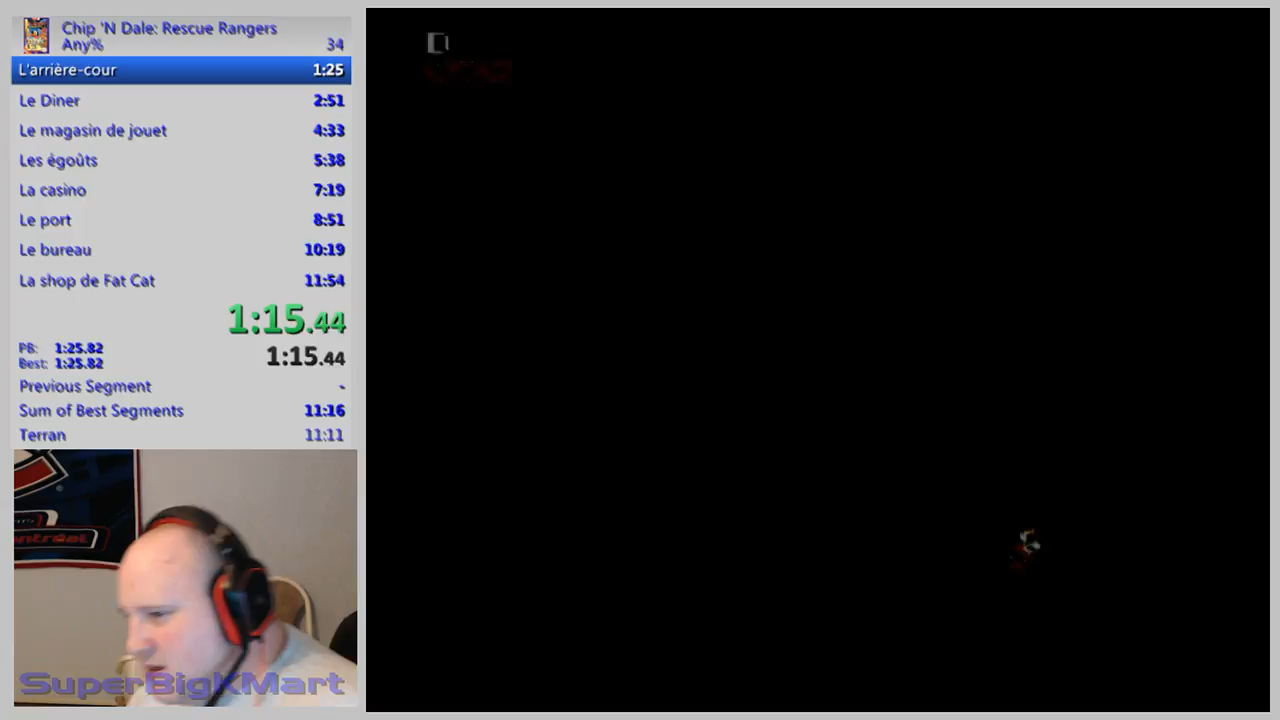 Chip 'N Dale: Rescue Rangers
Any% 34
L'arrière-cour 1:25
Le Diner 2:51
Le magasin de jouet 4:33
Les égoûts 5:38
La casino 7:19
Le port 8:51
Le bureau 10:19
La shop de Fat Cat 11:54
1:15.44
PB: 1:25.82 1:15.44
Best: 1:25.82
Previous Segment -
Sum of Best Segments 11:16
Terran 11:11
Montréal
SuperBigKMart